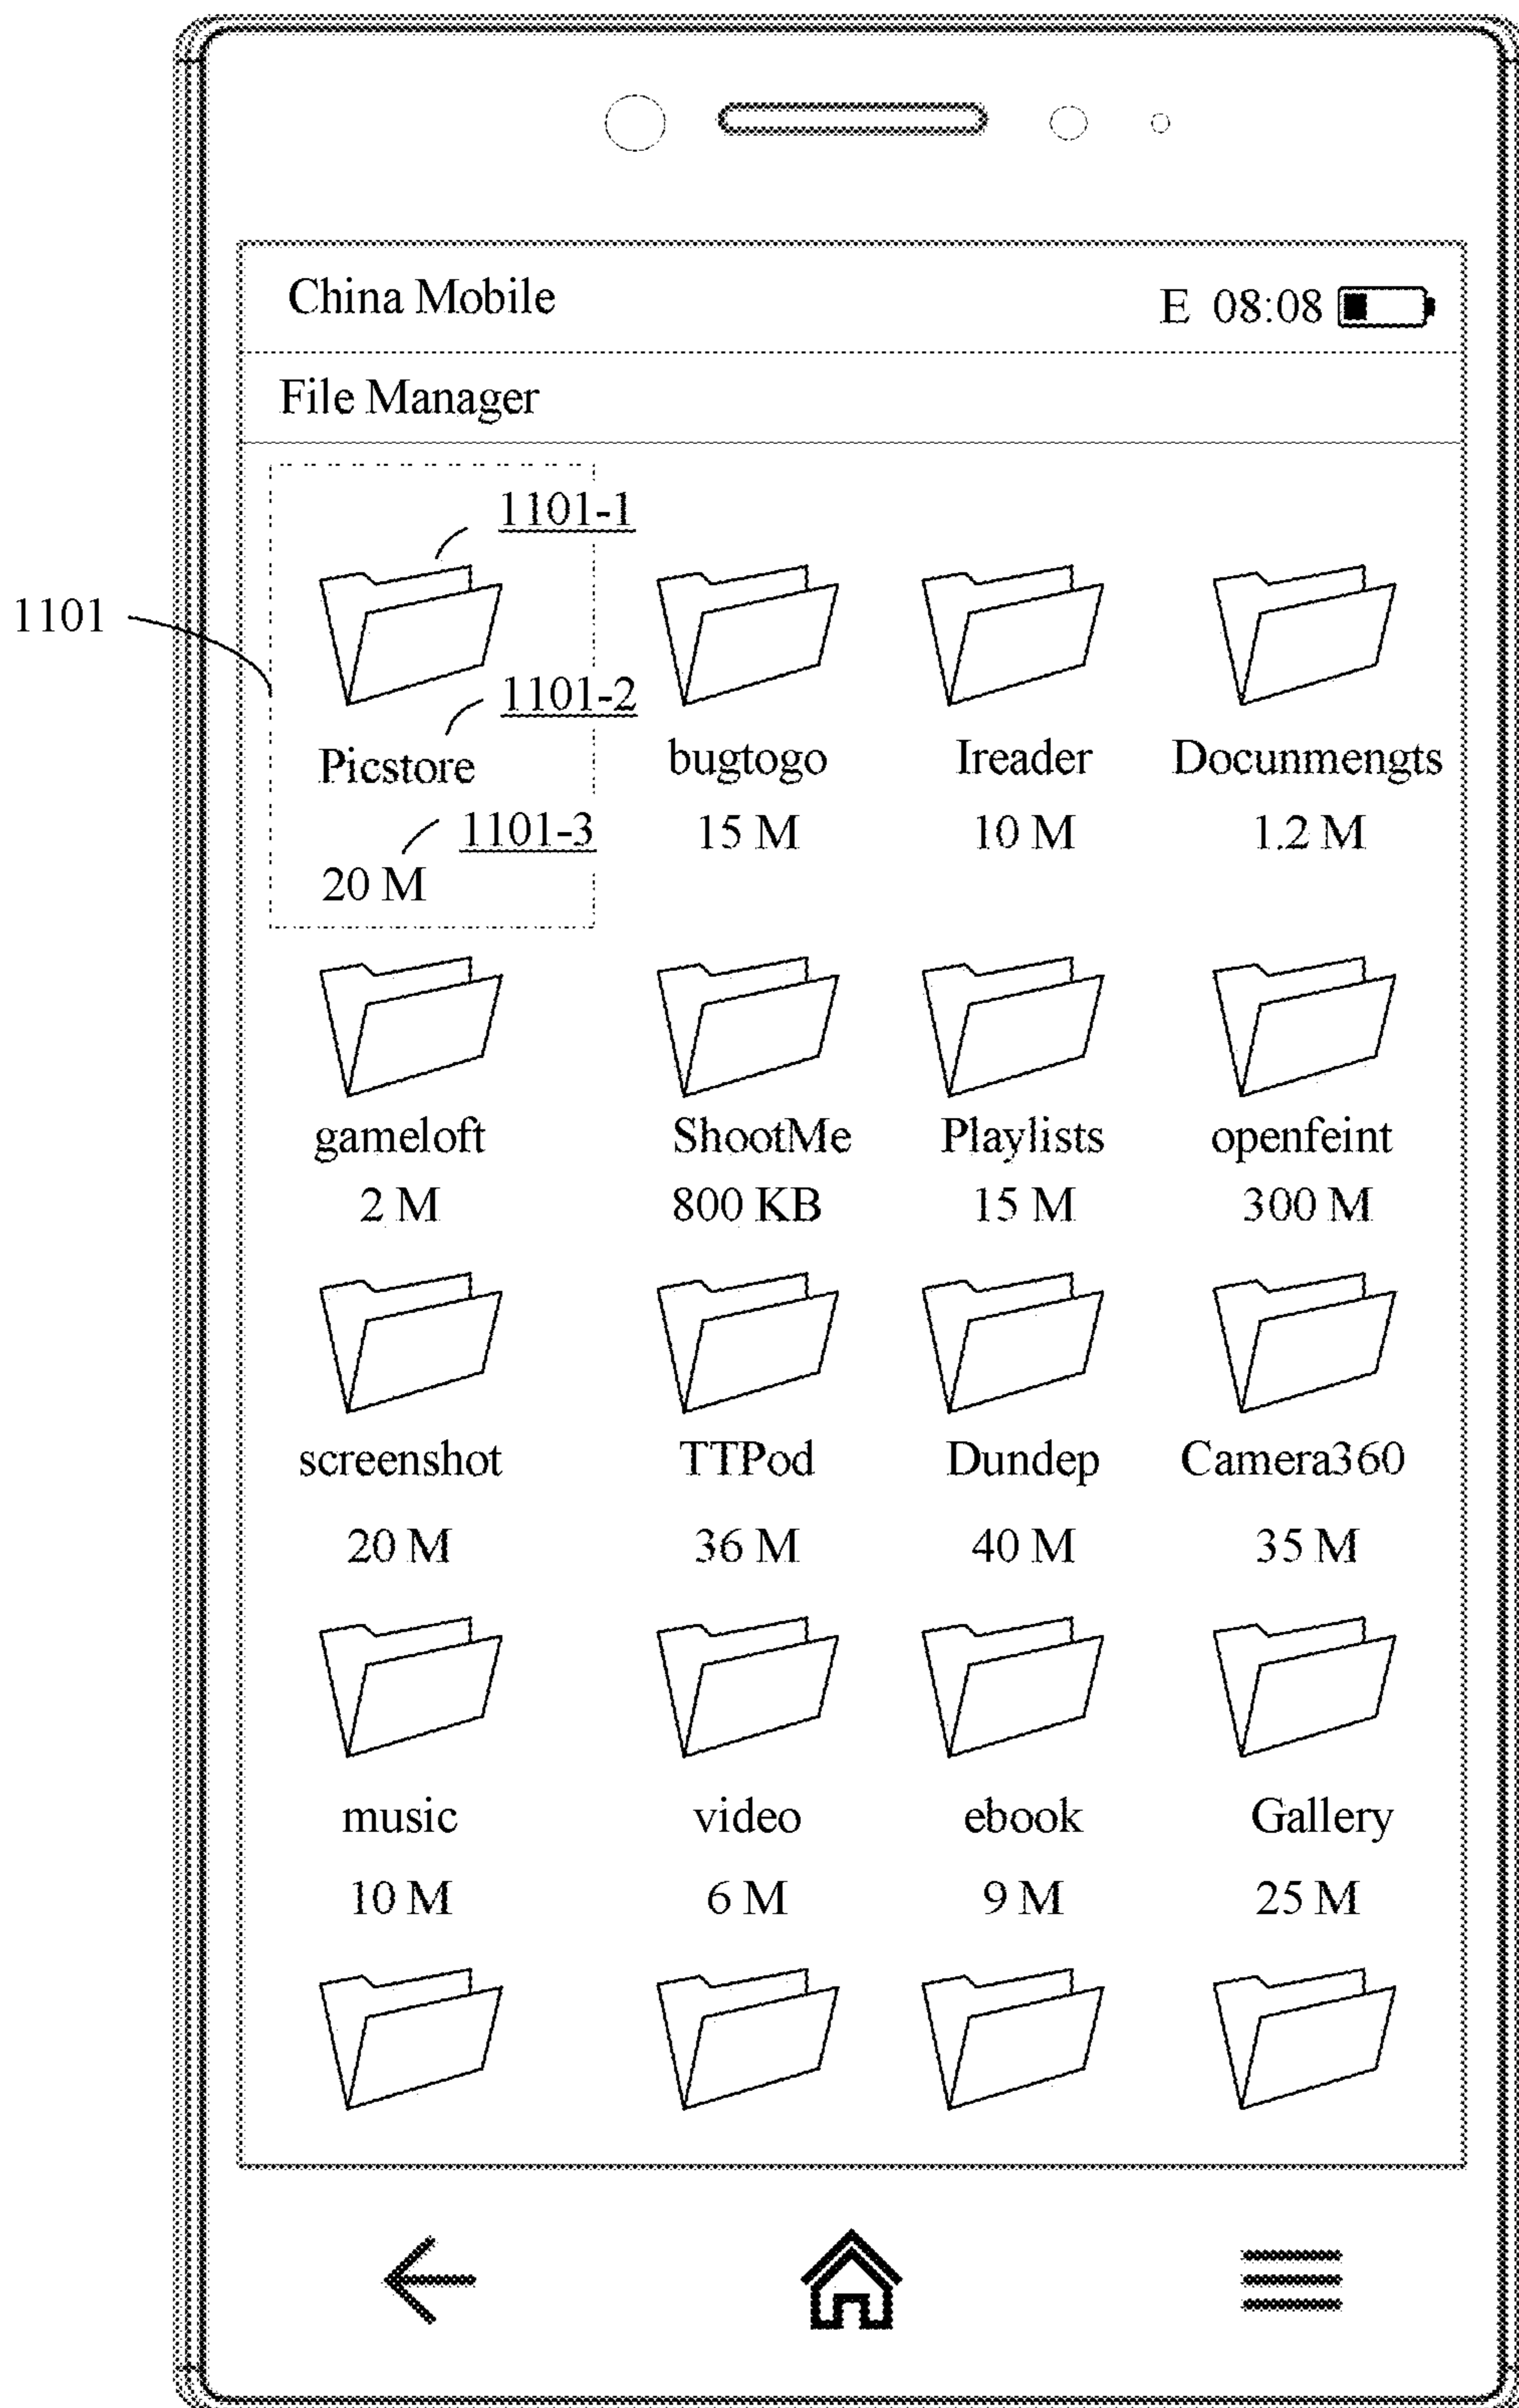 China Mobile E 08:08
File Manager
1101-1
1101
1101-2
Picstore bugtogo Ireader Docunmengts
1101-3 15 M 10 M 1.2 M
20 M
gameloft ShootMe Playlists openfeint
2 M 800 KB 15 M 300 M
screenshot TTPod Dundep Camera360
20 M 36 M 40 M 35 M
music video ebook Gallery
10 M 6 M 9 M 25 M